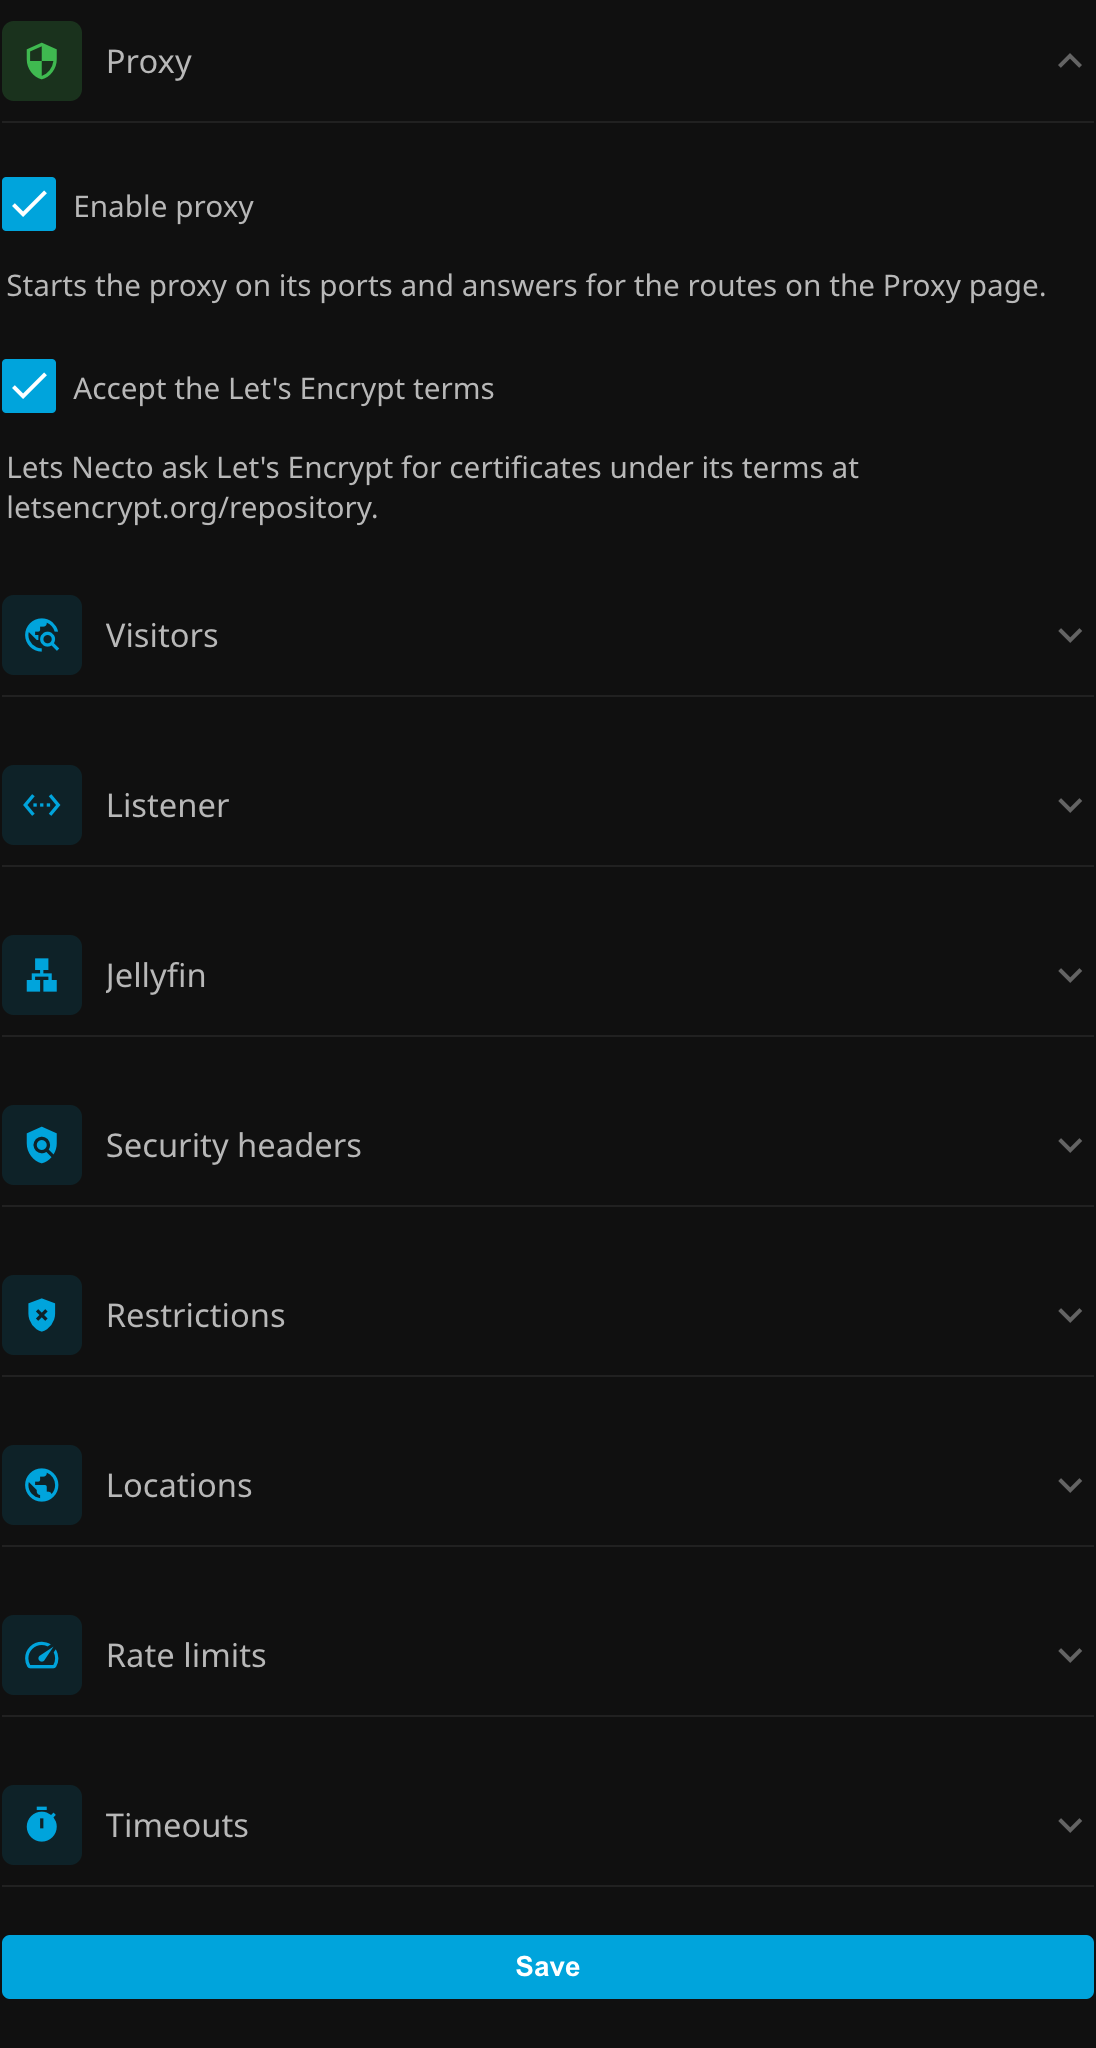 Proxy
Enable proxy
Starts the proxy on its ports and answers for the routes on the Proxy page.
Accept the Let's Encrypt terms
Lets Necto ask Let's Encrypt for certificates under its terms at
letsencrypt.org/repository.
Visitors
Listener
Jellyfin
Security headers
Restrictions
Locations
Rate limits
Timeouts
Save